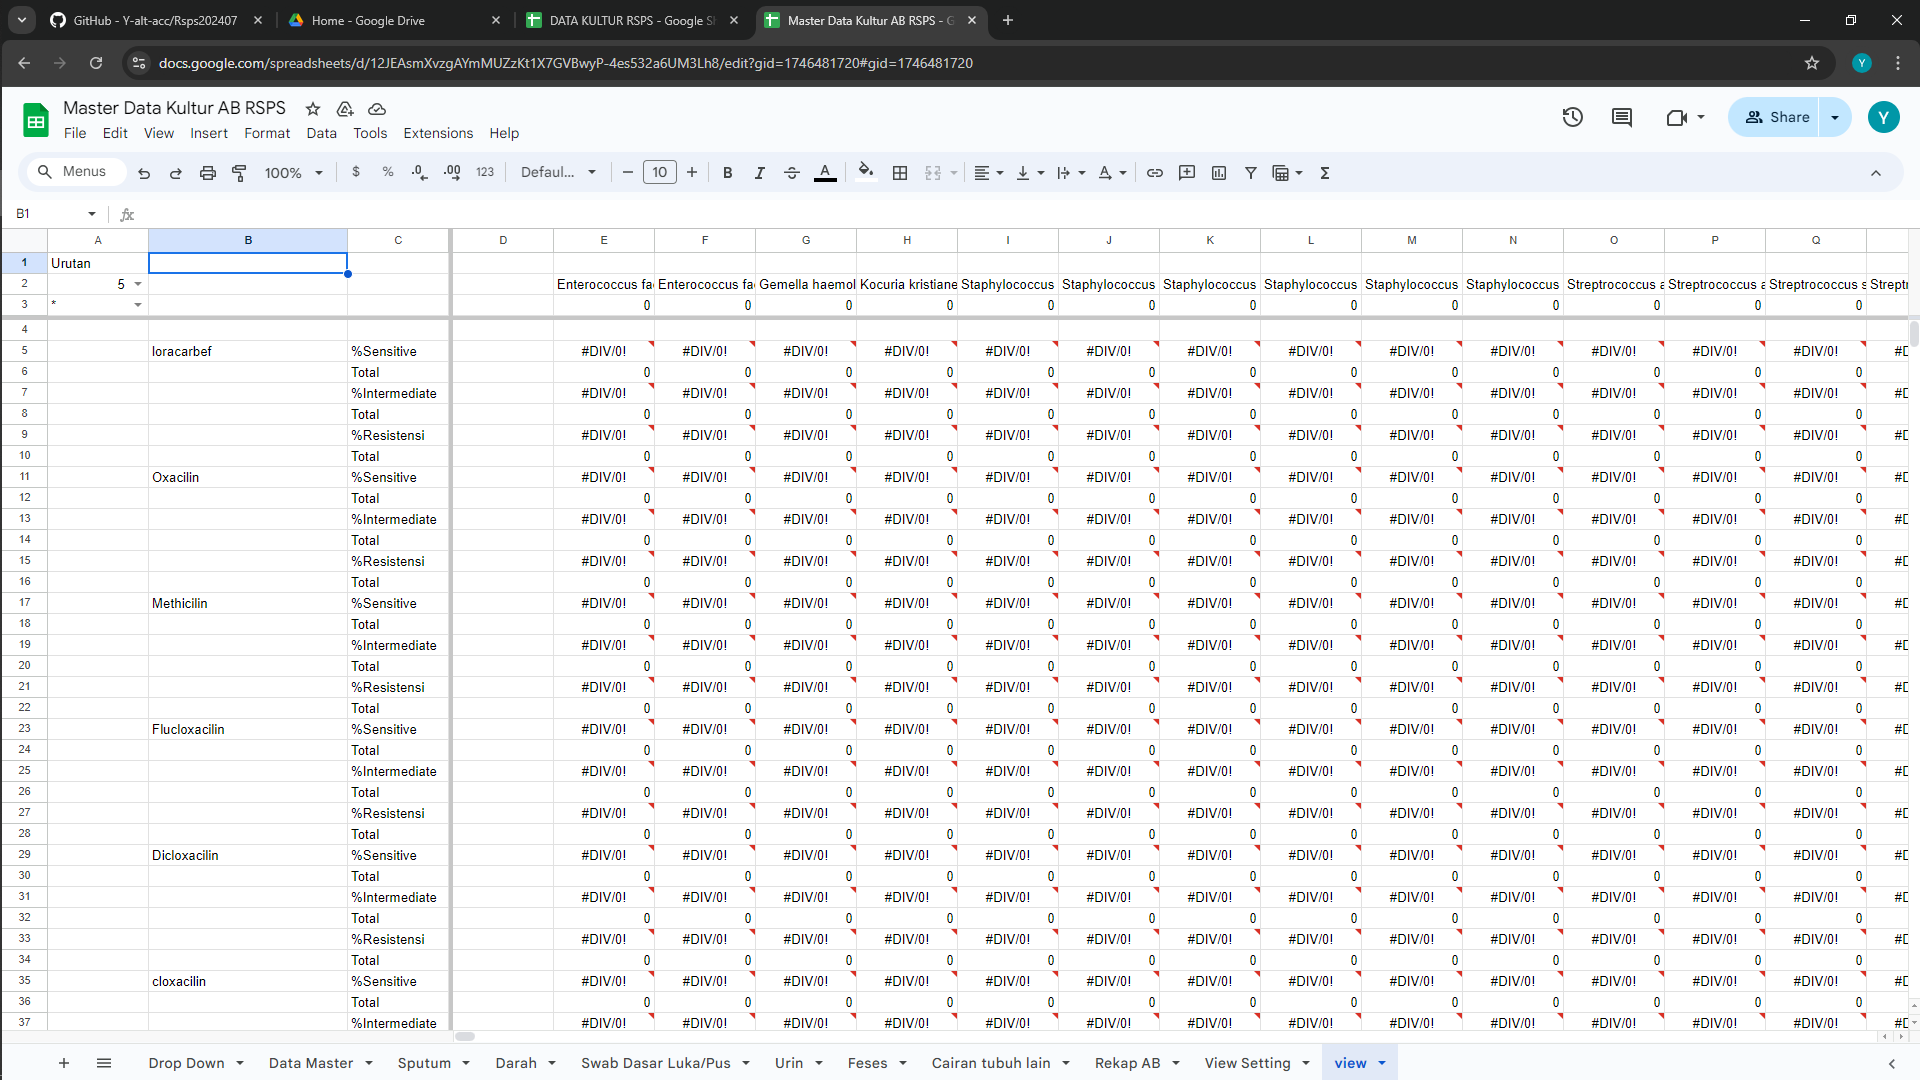 GitHub - Y-alt-acc/Rsps202407
Home - Google Drive
DATA KULTUR RSPS - Google Sh
Master Data Kultur AB RSPS - G
docs.google.com/spreadsheets/d/12JEAsmXvzgAYmMUZzKt1X7GVBwyP-4es532a6UM3Lh8/edit?gid=1746481720#gid=1746481720
Y
Master Data Kultur AB RSPS
File Edit View Insert Format Data Tools Extensions Help
Share
Y
Menus 100% $ % .0 .00 123 Defaul... 10 B I S A
B1 fx
A B C D E F G H I J K L M N O P Q
1 Urutan
2 5 Enterococcus fae Enterococcus fae Gemella haemol Kocuria kristiane Staphylococcus Staphylococcus Staphylococcus Staphylococcus Staphylococcus Staphylococcus Streptrococcus a Streptrococcus a Streptrococcus s Streptr
3 * 0 0 0 0 0 0 0 0 0 0 0 0 0
4
5 loracarbef %Sensitive #DIV/0! #DIV/0! #DIV/0! #DIV/0! #DIV/0! #DIV/0! #DIV/0! #DIV/0! #DIV/0! #DIV/0! #DIV/0! #DIV/0! #DIV/0! #D
6 Total 0 0 0 0 0 0 0 0 0 0 0 0 0
7 %Intermediate #DIV/0! #DIV/0! #DIV/0! #DIV/0! #DIV/0! #DIV/0! #DIV/0! #DIV/0! #DIV/0! #DIV/0! #DIV/0! #DIV/0! #DIV/0! #D
8 Total 0 0 0 0 0 0 0 0 0 0 0 0 0
9 %Resistensi #DIV/0! #DIV/0! #DIV/0! #DIV/0! #DIV/0! #DIV/0! #DIV/0! #DIV/0! #DIV/0! #DIV/0! #DIV/0! #DIV/0! #DIV/0! #D
10 Total 0 0 0 0 0 0 0 0 0 0 0 0 0
11 Oxacilin %Sensitive #DIV/0! #DIV/0! #DIV/0! #DIV/0! #DIV/0! #DIV/0! #DIV/0! #DIV/0! #DIV/0! #DIV/0! #DIV/0! #DIV/0! #DIV/0! #D
12 Total 0 0 0 0 0 0 0 0 0 0 0 0 0
13 %Intermediate #DIV/0! #DIV/0! #DIV/0! #DIV/0! #DIV/0! #DIV/0! #DIV/0! #DIV/0! #DIV/0! #DIV/0! #DIV/0! #DIV/0! #DIV/0! #D
14 Total 0 0 0 0 0 0 0 0 0 0 0 0 0
15 %Resistensi #DIV/0! #DIV/0! #DIV/0! #DIV/0! #DIV/0! #DIV/0! #DIV/0! #DIV/0! #DIV/0! #DIV/0! #DIV/0! #DIV/0! #DIV/0! #D
16 Total 0 0 0 0 0 0 0 0 0 0 0 0 0
17 Methicilin %Sensitive #DIV/0! #DIV/0! #DIV/0! #DIV/0! #DIV/0! #DIV/0! #DIV/0! #DIV/0! #DIV/0! #DIV/0! #DIV/0! #DIV/0! #DIV/0! #D
18 Total 0 0 0 0 0 0 0 0 0 0 0 0 0
19 %Intermediate #DIV/0! #DIV/0! #DIV/0! #DIV/0! #DIV/0! #DIV/0! #DIV/0! #DIV/0! #DIV/0! #DIV/0! #DIV/0! #DIV/0! #DIV/0! #D
20 Total 0 0 0 0 0 0 0 0 0 0 0 0 0
21 %Resistensi #DIV/0! #DIV/0! #DIV/0! #DIV/0! #DIV/0! #DIV/0! #DIV/0! #DIV/0! #DIV/0! #DIV/0! #DIV/0! #DIV/0! #DIV/0! #D
22 Total 0 0 0 0 0 0 0 0 0 0 0 0 0
23 Flucloxacilin %Sensitive #DIV/0! #DIV/0! #DIV/0! #DIV/0! #DIV/0! #DIV/0! #DIV/0! #DIV/0! #DIV/0! #DIV/0! #DIV/0! #DIV/0! #DIV/0! #D
24 Total 0 0 0 0 0 0 0 0 0 0 0 0 0
25 %Intermediate #DIV/0! #DIV/0! #DIV/0! #DIV/0! #DIV/0! #DIV/0! #DIV/0! #DIV/0! #DIV/0! #DIV/0! #DIV/0! #DIV/0! #DIV/0! #D
26 Total 0 0 0 0 0 0 0 0 0 0 0 0 0
27 %Resistensi #DIV/0! #DIV/0! #DIV/0! #DIV/0! #DIV/0! #DIV/0! #DIV/0! #DIV/0! #DIV/0! #DIV/0! #DIV/0! #DIV/0! #DIV/0! #D
28 Total 0 0 0 0 0 0 0 0 0 0 0 0 0
29 Dicloxacilin %Sensitive #DIV/0! #DIV/0! #DIV/0! #DIV/0! #DIV/0! #DIV/0! #DIV/0! #DIV/0! #DIV/0! #DIV/0! #DIV/0! #DIV/0! #DIV/0! #D
30 Total 0 0 0 0 0 0 0 0 0 0 0 0 0
31 %Intermediate #DIV/0! #DIV/0! #DIV/0! #DIV/0! #DIV/0! #DIV/0! #DIV/0! #DIV/0! #DIV/0! #DIV/0! #DIV/0! #DIV/0! #DIV/0! #D
32 Total 0 0 0 0 0 0 0 0 0 0 0 0 0
33 %Resistensi #DIV/0! #DIV/0! #DIV/0! #DIV/0! #DIV/0! #DIV/0! #DIV/0! #DIV/0! #DIV/0! #DIV/0! #DIV/0! #DIV/0! #DIV/0! #D
34 Total 0 0 0 0 0 0 0 0 0 0 0 0 0
35 cloxacilin %Sensitive #DIV/0! #DIV/0! #DIV/0! #DIV/0! #DIV/0! #DIV/0! #DIV/0! #DIV/0! #DIV/0! #DIV/0! #DIV/0! #DIV/0! #DIV/0! #D
36 Total 0 0 0 0 0 0 0 0 0 0 0 0 0
37 %Intermediate #DIV/0! #DIV/0! #DIV/0! #DIV/0! #DIV/0! #DIV/0! #DIV/0! #DIV/0! #DIV/0! #DIV/0! #DIV/0! #DIV/0! #DIV/0! #D
Drop Down Data Master Sputum Darah Swab Dasar Luka/Pus Urin Feses Cairan tubuh lain Rekap AB View Setting view